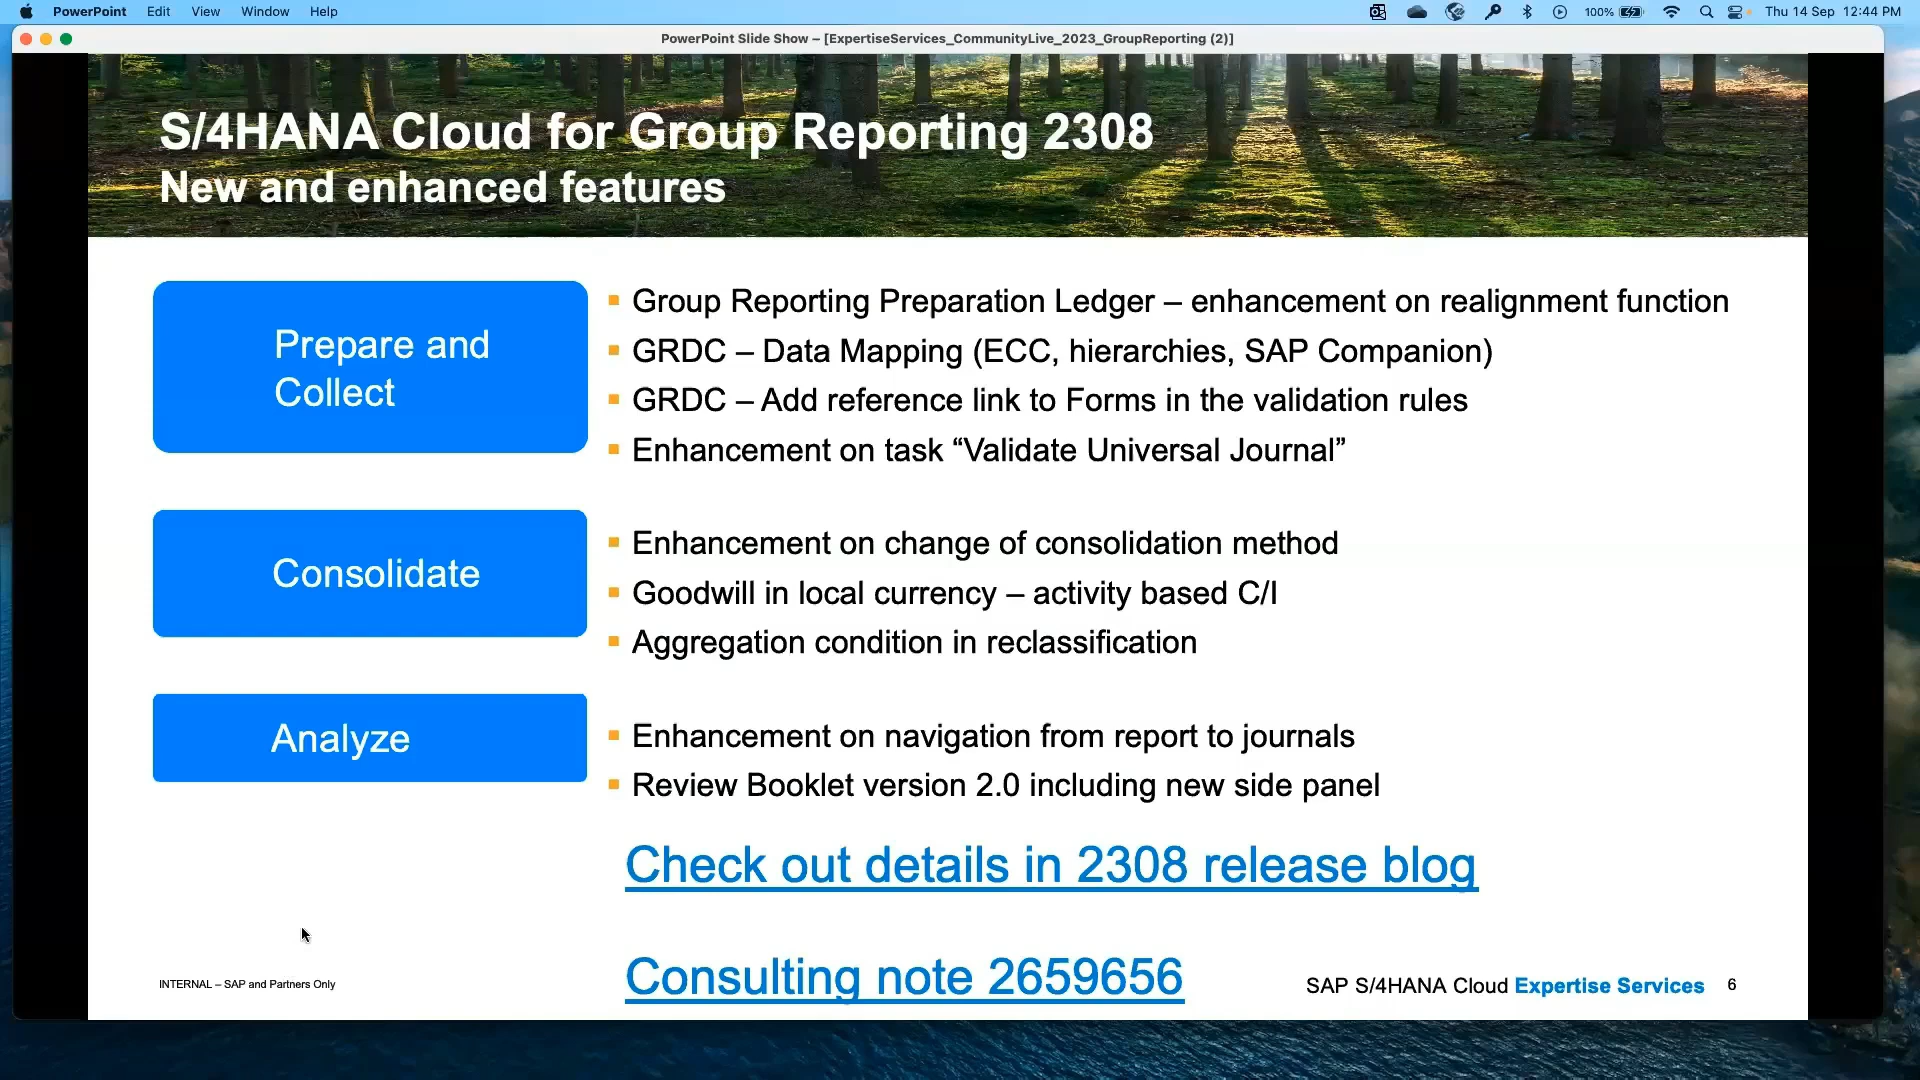 PowerPoint Edit View Window Help 100% Thu 14 Sep 12:44 PM
PowerPoint Slide Show – [ExpertiseServices_CommunityLive_2023_GroupReporting (2)]
S/4HANA Cloud for Group Reporting 2308
New and enhanced features
Prepare and
Collect
▪ Group Reporting Preparation Ledger – enhancement on realignment function
▪ GRDC – Data Mapping (ECC, hierarchies, SAP Companion)
▪ GRDC – Add reference link to Forms in the validation rules
▪ Enhancement on task “Validate Universal Journal”
Consolidate
▪ Enhancement on change of consolidation method
▪ Goodwill in local currency – activity based C/I
▪ Aggregation condition in reclassification
Analyze
▪ Enhancement on navigation from report to journals
▪ Review Booklet version 2.0 including new side panel
Check out details in 2308 release blog
Consulting note 2659656
INTERNAL – SAP and Partners Only
SAP S/4HANA Cloud Expertise Services 6